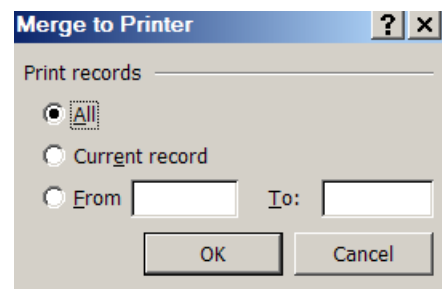 Merge to Printer ? ×
Print records
All
Current record
From To:
OK Cancel